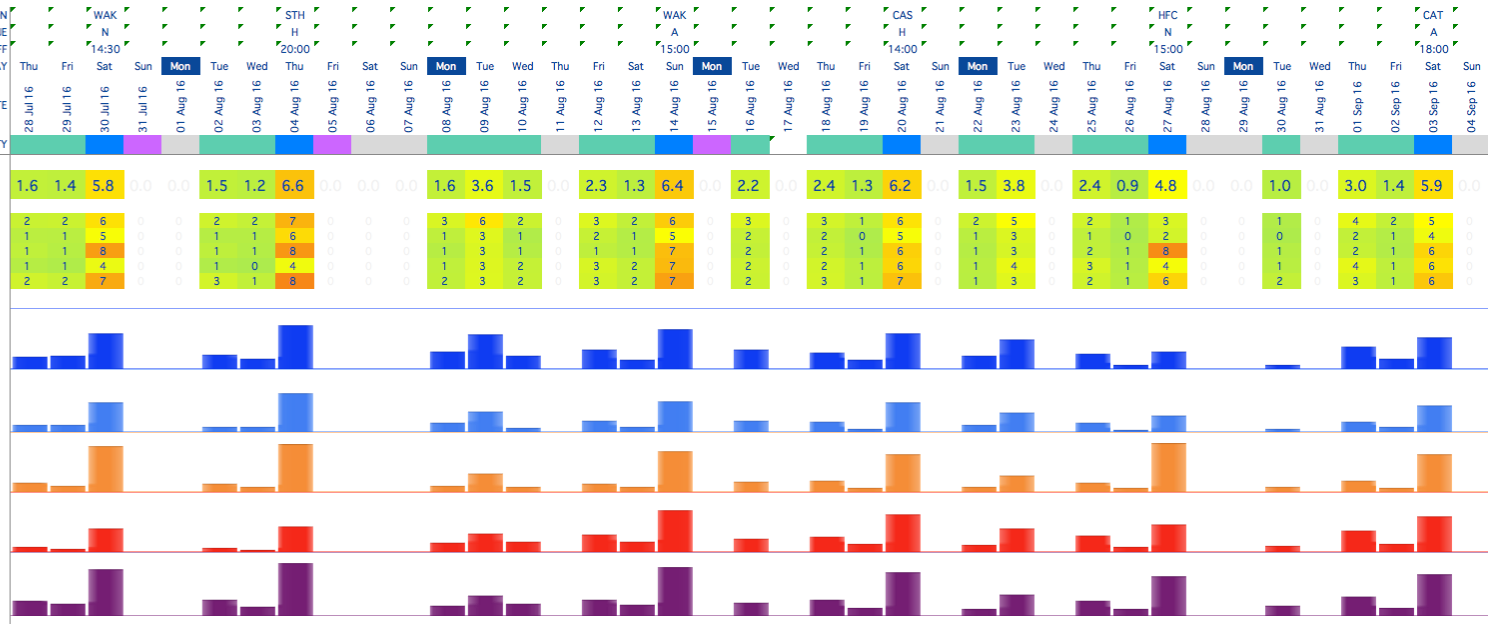 N WAK STH WAK CAS HFC CAT
UE N H A H N A
FF 14:30 20:00 15:00 14:00 15:00 18:00
AY Thu Fri Sat Sun Mon Tue Wed Thu Fri Sat Sun Mon Tue Wed Thu Fri Sat Sun Mon Tue Wed Thu Fri Sat Sun Mon Tue Wed Thu Fri Sat Sun Mon Tue Wed Thu Fri Sat Sun
TE 28 Jul 16 29 Jul 16 30 Jul 16 31 Jul 16 01 Aug 16 02 Aug 16 03 Aug 16 04 Aug 16 05 Aug 16 06 Aug 16 07 Aug 16 08 Aug 16 09 Aug 16 10 Aug 16 11 Aug 16 12 Aug 16 13 Aug 16 14 Aug 16 15 Aug 16 16 Aug 16 17 Aug 16 18 Aug 16 19 Aug 16 20 Aug 16 21 Aug 16 22 Aug 16 23 Aug 16 24 Aug 16 25 Aug 16 26 Aug 16 27 Aug 16 28 Aug 16 29 Aug 16 30 Aug 16 31 Aug 16 01 Sep 16 02 Sep 16 03 Sep 16 04 Sep 16
TY
1.6 1.4 5.8 0.0 0.0 1.5 1.2 6.6 0.0 0.0 0.0 1.6 3.6 1.5 0.0 2.3 1.3 6.4 0.0 2.2 2.4 1.3 6.2 0.0 1.5 3.8 0.0 2.4 0.9 4.8 0.0 0.0 1.0 0.0 3.0 1.4 5.9 0.0
2 2 6 0 0 2 2 7 0 0 0 3 6 2 0 3 2 6 0 3 3 1 6 0 2 5 0 2 1 3 0 0 1 0 4 2 5 0
1 1 5 0 0 1 1 6 0 0 0 1 3 1 0 2 1 5 0 2 2 0 5 0 1 3 0 1 0 2 0 0 0 0 2 1 4 0
1 1 8 0 0 1 1 8 0 0 0 1 3 1 0 1 1 7 0 2 2 1 6 0 1 3 0 2 1 8 0 0 1 0 2 1 6 0
1 1 4 0 0 1 0 4 0 0 0 1 3 2 0 3 2 7 0 2 2 1 6 0 1 4 0 3 1 4 0 0 1 0 4 1 6 0
2 2 7 0 0 3 1 8 0 0 0 2 3 2 0 3 2 7 0 2 3 1 7 0 1 3 0 2 1 6 0 0 2 0 3 1 6 0